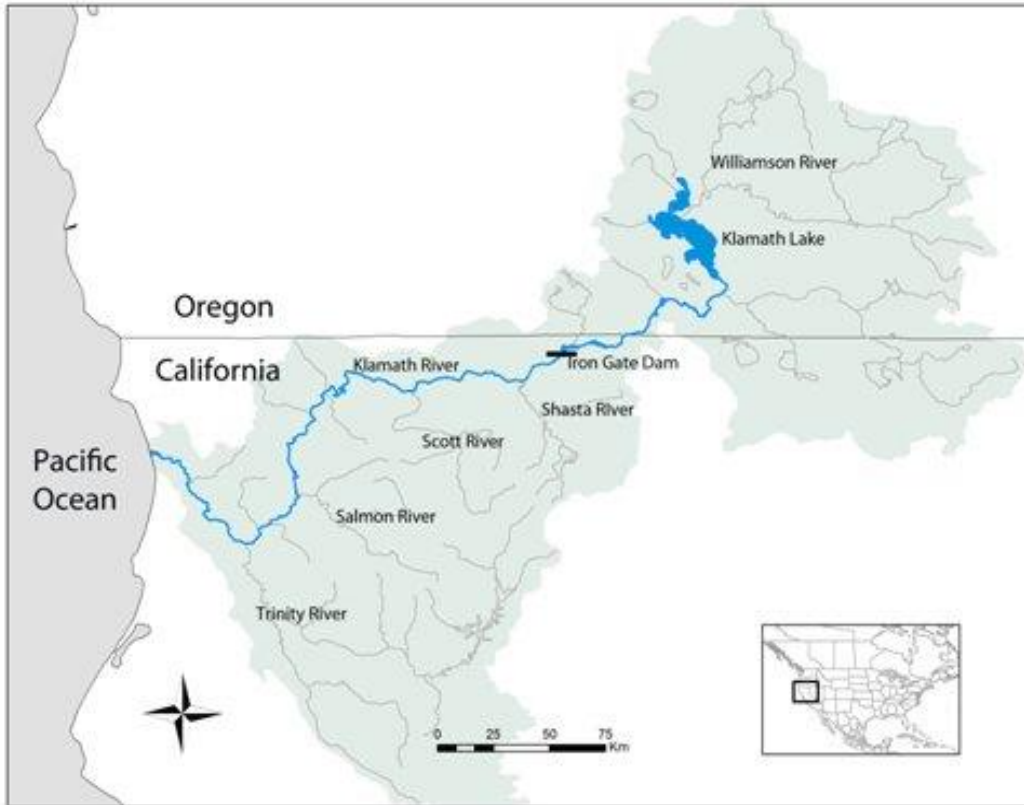 Williamson River
Klamath Lake
Oregon
California
Klamath River
Iron Gate Dam
Shasta River
Scott River
Pacific
Ocean
Salmon River
Trinity River
0 25 50 75
Km